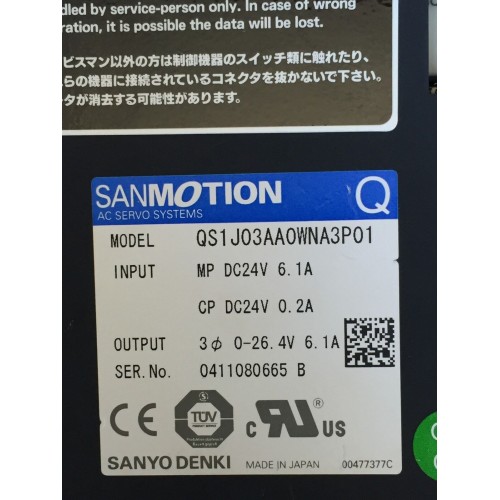 dled by service-person only. In case of wrong
ration, it is possible the data will be lost.
ービスマン以外の方は制御機器のスイッチ類に触れたり、
らの機器に接続されているコネクタを抜かないで下さい。
タが消去する可能性があります。
SANMOTION Q
AC SERVO SYSTEMS
MODEL QS1J03AA0WNA3P01
INPUT MP DC24V 6.1A
CP DC24V 0.2A
OUTPUT 3φ 0-26.4V 6.1A
SER.No. 0411080665 B
CE TÜV c RU US
SANYO DENKI MADE IN JAPAN 00477377C